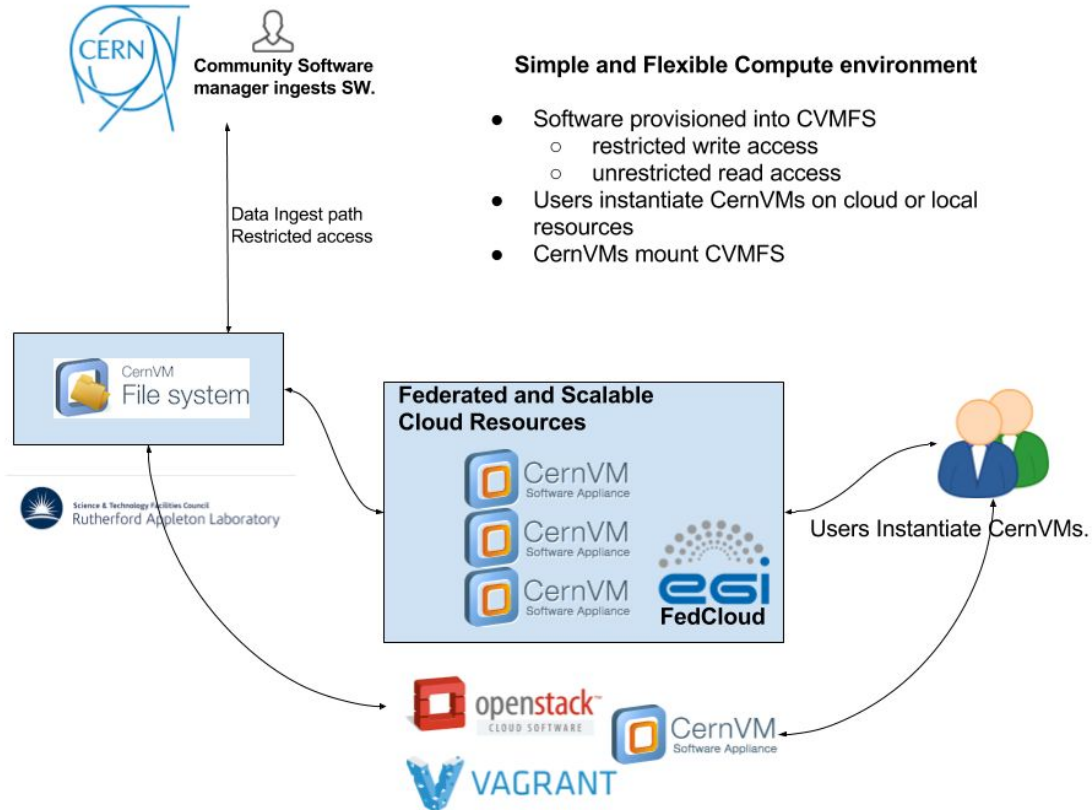 CERN
Community Software
manager ingests SW.
Simple and Flexible Compute environment
● Software provisioned into CVMFS
○ restricted write access
○ unrestricted read access
● Users instantiate CernVMs on cloud or local
resources
● CernVMs mount CVMFS
Data Ingest path
Restricted access
CernVM
File system
Science & Technology Facilities Council
Rutherford Appleton Laboratory
Federated and Scalable
Cloud Resources
CernVM
Software Appliance
CernVM
Software Appliance
CernVM
Software Appliance
egi
FedCloud
Users Instantiate CernVMs.
openstack™
CLOUD SOFTWARE
CernVM
Software Appliance
VAGRANT